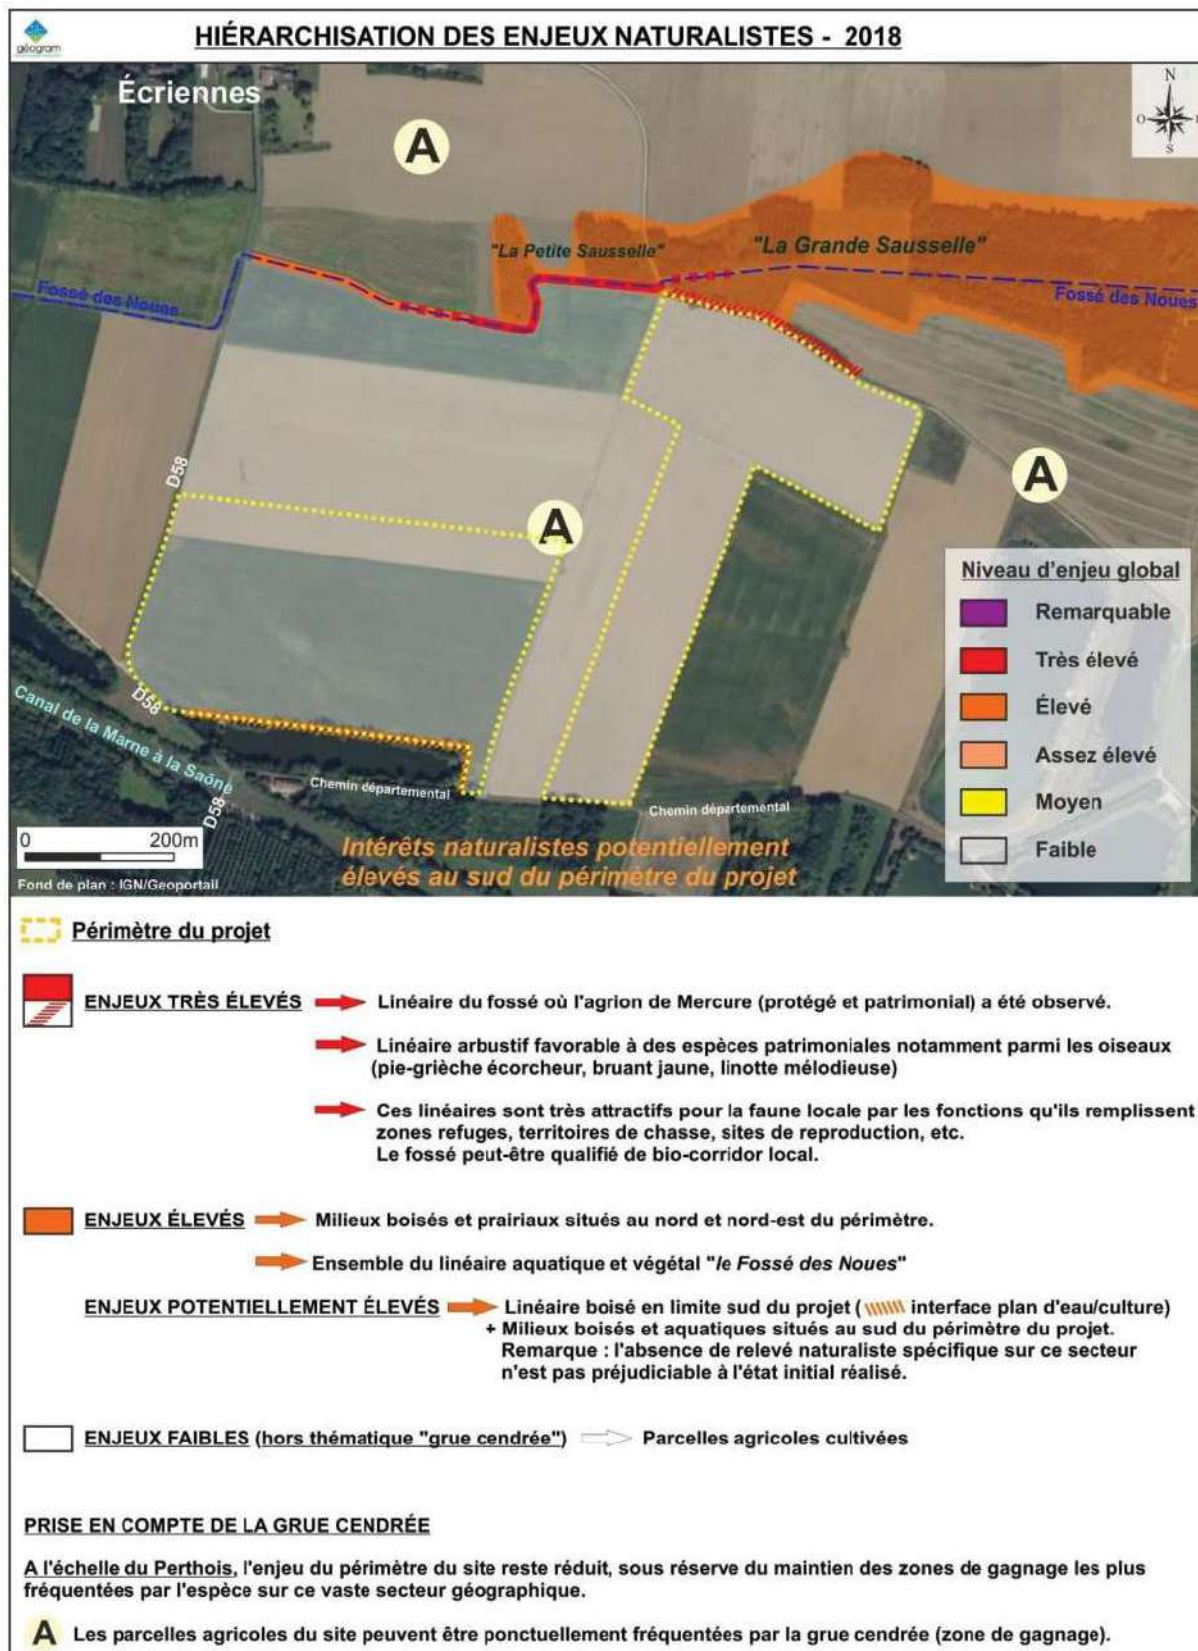 géogram
HIÉRARCHISATION DES ENJEUX NATURALISTES - 2018
Écriennes
A
N
O
E
S
"La Petite Sausselle"
"La Grande Sausselle"
Fossé des Noues
Fossé des Noues
D58
A
A
D58
Canal de la Marne à la Saône
D58
Chemin départemental
Chemin départemental
Niveau d'enjeu global
Remarquable
Très élevé
Élevé
Assez élevé
Moyen
Faible
0 200m
Fond de plan : IGN/Geoportail
Intérêts naturalistes potentiellement
élevés au sud du périmètre du projet
Périmètre du projet
ENJEUX TRÈS ÉLEVÉS Linéaire du fossé où l'agrion de Mercure (protégé et patrimonial) a été observé.
Linéaire arbustif favorable à des espèces patrimoniales notamment parmi les oiseaux
(pie-grièche écorcheur, bruant jaune, linotte mélodieuse)
Ces linéaires sont très attractifs pour la faune locale par les fonctions qu'ils remplissent
zones refuges, territoires de chasse, sites de reproduction, etc.
Le fossé peut-être qualifié de bio-corridor local.
ENJEUX ÉLEVÉS Milieux boisés et prairiaux situés au nord et nord-est du périmètre.
Ensemble du linéaire aquatique et végétal "le Fossé des Noues"
ENJEUX POTENTIELLEMENT ÉLEVÉS Linéaire boisé en limite sud du projet ( interface plan d'eau/culture)
+ Milieux boisés et aquatiques situés au sud du périmètre du projet.
Remarque : l'absence de relevé naturaliste spécifique sur ce secteur
n'est pas préjudiciable à l'état initial réalisé.
ENJEUX FAIBLES (hors thématique "grue cendrée") Parcelles agricoles cultivées
PRISE EN COMPTE DE LA GRUE CENDRÉE
A l'échelle du Perthois, l'enjeu du périmètre du site reste réduit, sous réserve du maintien des zones de gagnage les plus
fréquentées par l'espèce sur ce vaste secteur géographique.
A Les parcelles agricoles du site peuvent être ponctuellement fréquentées par la grue cendrée (zone de gagnage).